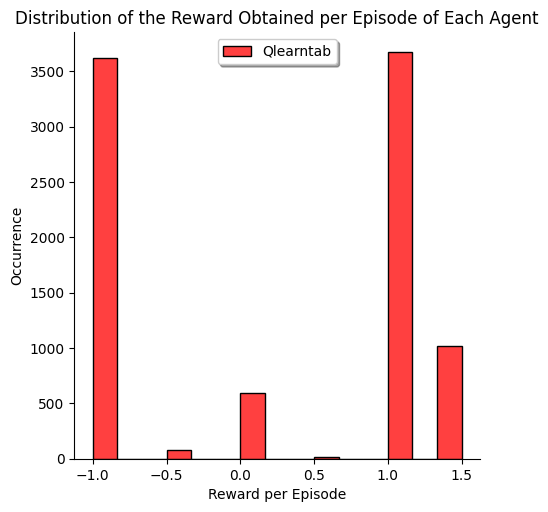 Distribution of the Reward Obtained per Episode of Each Agent
Qlearntab
3500
3000
2500
2000
1500
1000
500
0
Occurrence
−1.0 −0.5 0.0 0.5 1.0 1.5
Reward per Episode